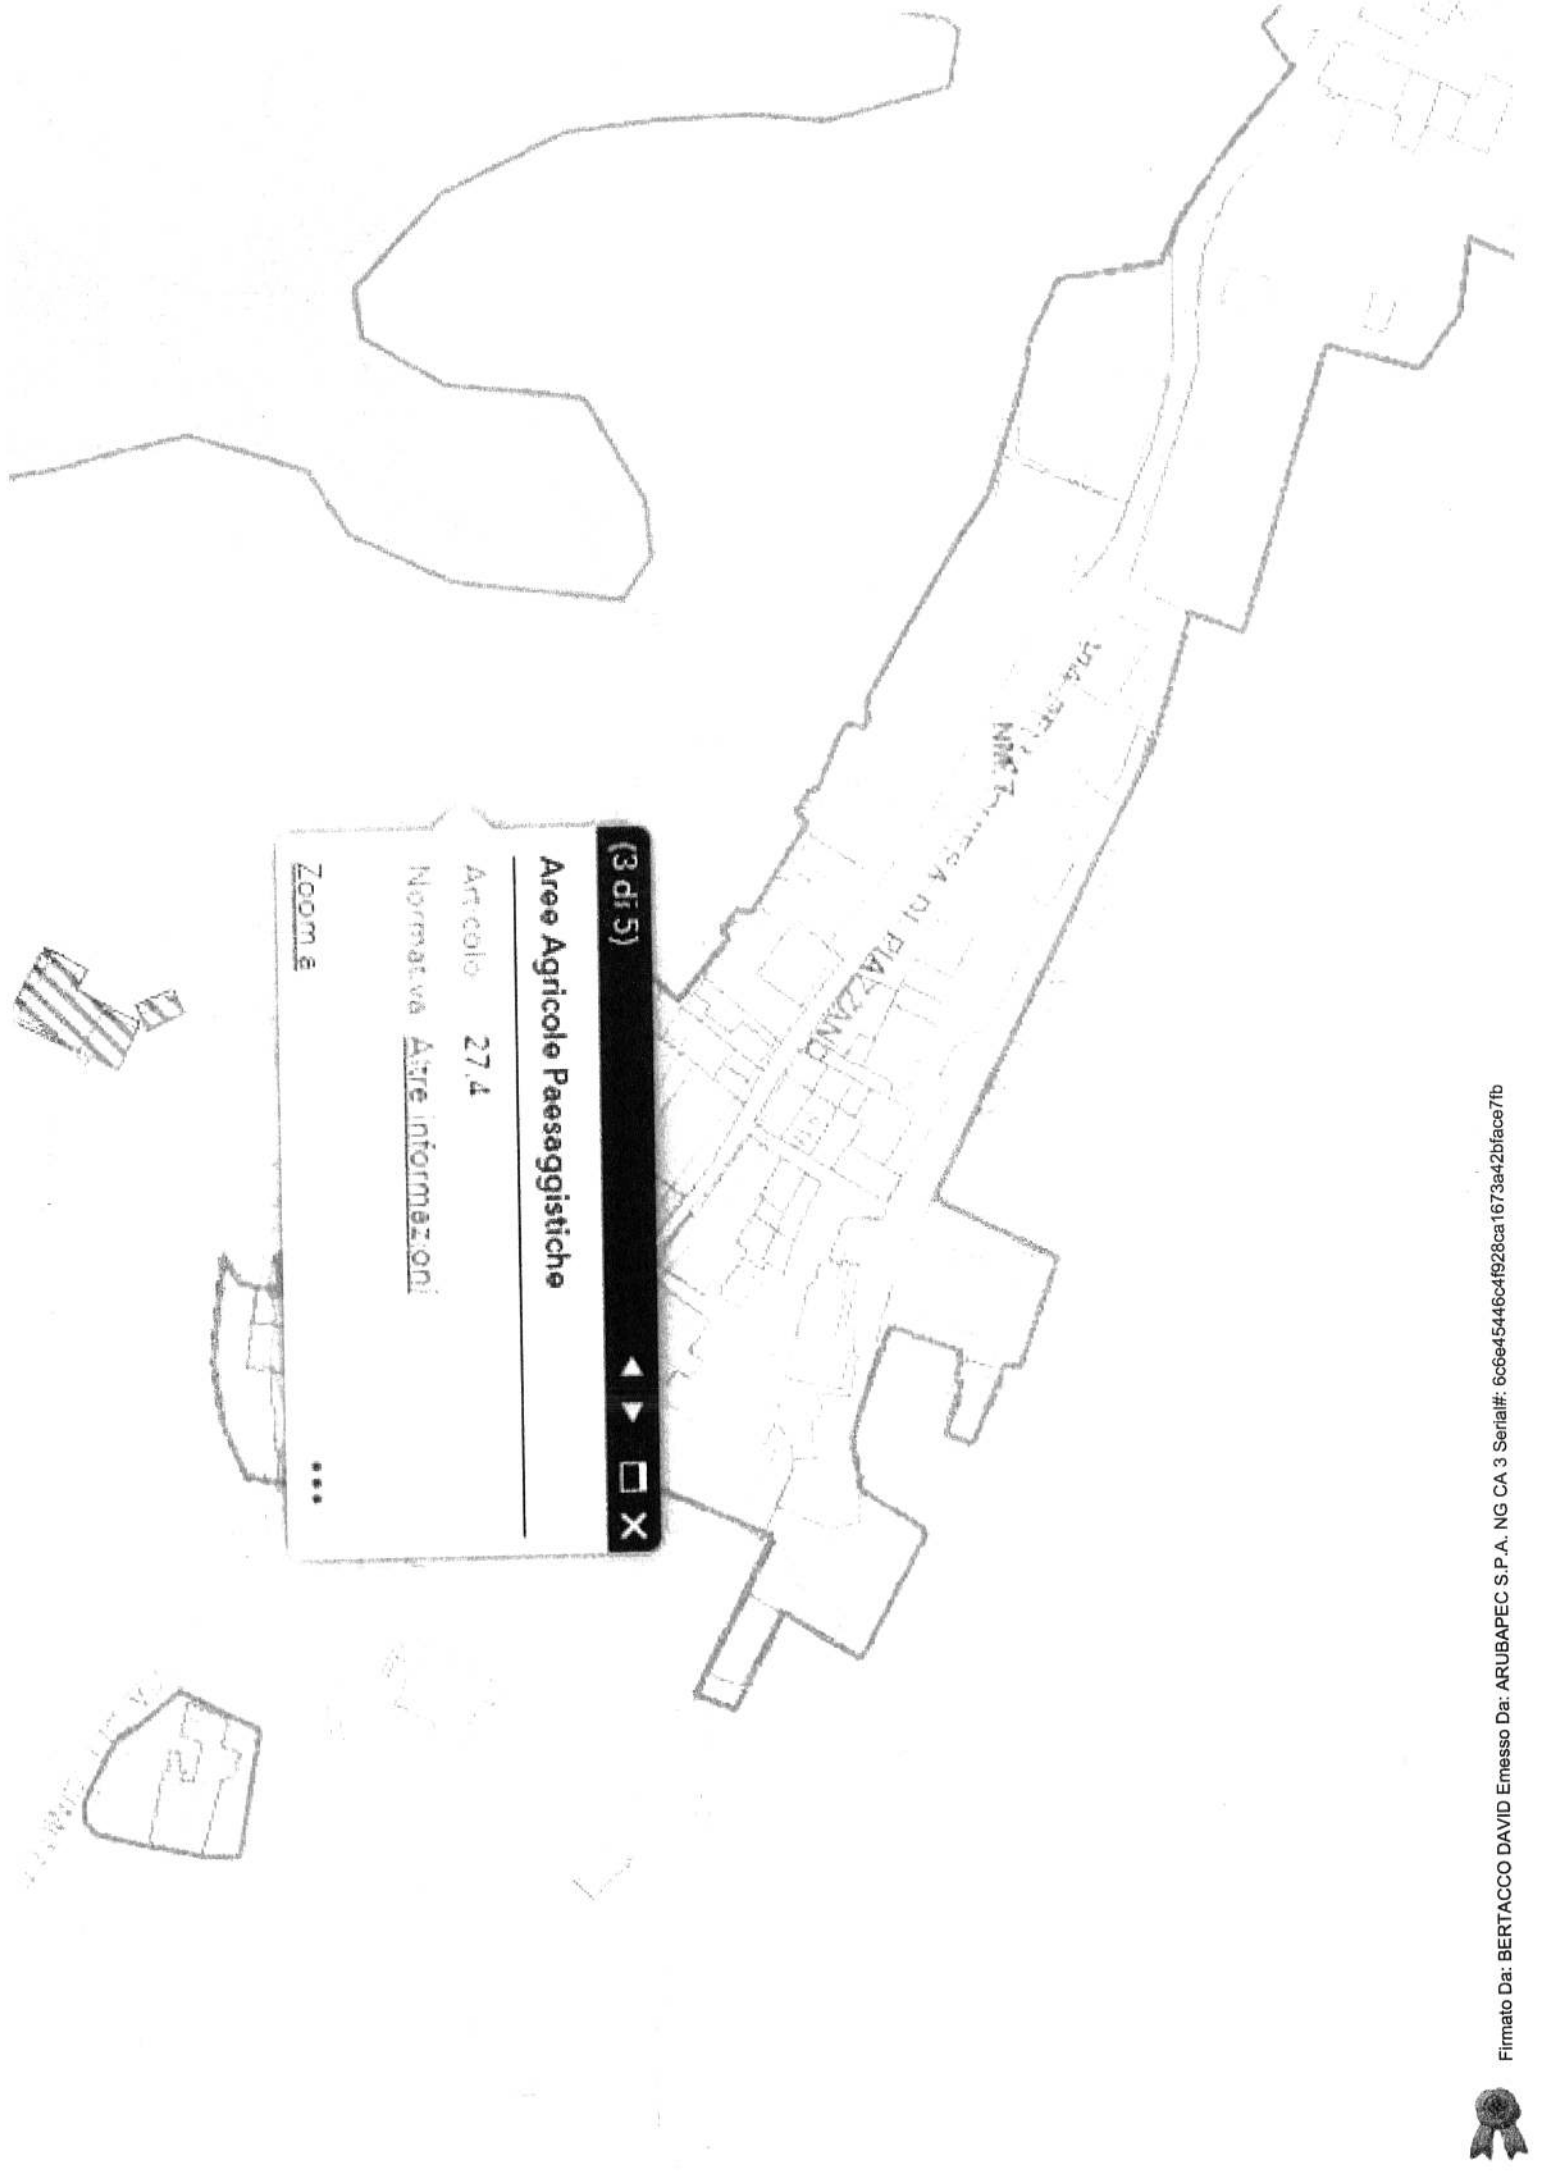 (3 di 5)
Aree Agricole Paesaggistiche
Articolo 27.4
Normativa Altre informazioni
Zoom a
DI PIAZZANO
Firmato Da: BERTACCO DAVID Emesso Da: ARUBAPEC S.P.A. NG CA 3 Serial#: 6c6e45446c4f928ca1673a42bface7fb